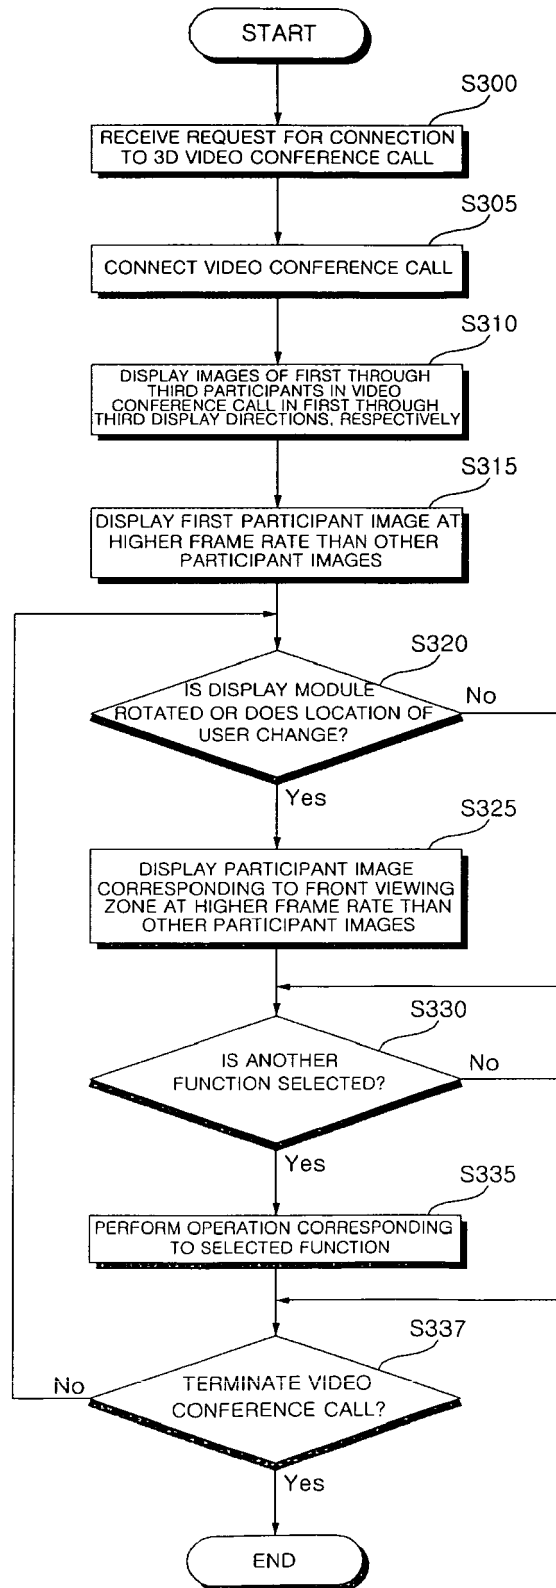 START
S300
RECEIVE REQUEST FOR CONNECTION
TO 3D VIDEO CONFERENCE CALL
S305
CONNECT VIDEO CONFERENCE CALL
S310
DISPLAY IMAGES OF FIRST THROUGH
THIRD PARTICIPANTS IN VIDEO
CONFERENCE CALL IN FIRST THROUGH
THIRD DISPLAY DIRECTIONS, RESPECTIVELY
S315
DISPLAY FIRST PARTICIPANT IMAGE AT
HIGHER FRAME RATE THAN OTHER
PARTICIPANT IMAGES
S320
IS DISPLAY MODULE
ROTATED OR DOES LOCATION OF
USER CHANGE?
No
Yes
S325
DISPLAY PARTICIPANT IMAGE
CORRESPONDING TO FRONT VIEWING
ZONE AT HIGHER FRAME RATE THAN
OTHER PARTICIPANT IMAGES
S330
IS ANOTHER
FUNCTION SELECTED?
No
Yes
S335
PERFORM OPERATION CORRESPONDING
TO SELECTED FUNCTION
S337
TERMINATE VIDEO
CONFERENCE CALL?
No
Yes
END